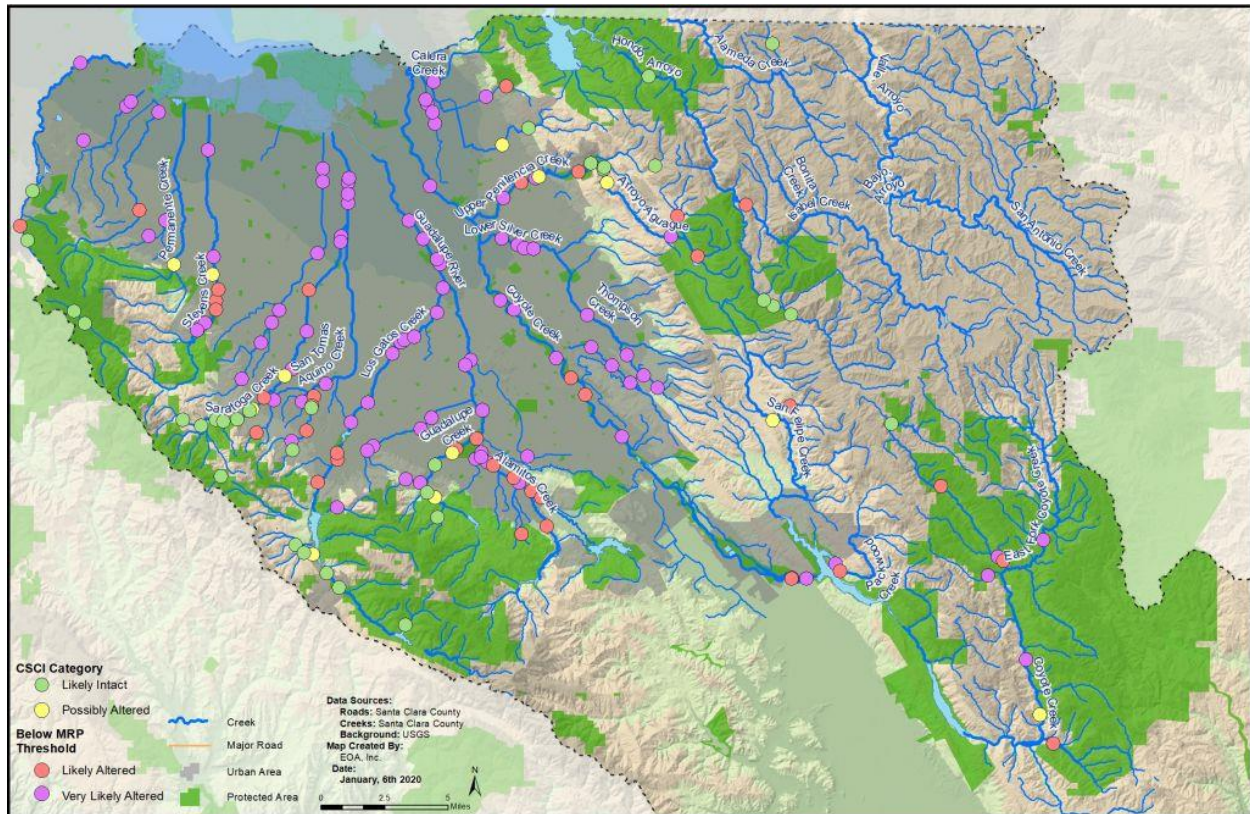 Calera
Creek
Hondo, Arroyo
Alameda Creek
Valle, Arroyo
Permanente Creek
Stevens Creek
Guadalupe River
Upper Penitencia Creek
Lower Silver Creek
Arroyo Aguague
Bonita
Creek
Isabel Creek
Bayo,
Arroyo
San Antonio Creek
Coyote Creek
Thompson
Creek
Los Gatos Creek
San Tomas
Aquino Creek
Saratoga Creek
Guadalupe
Creek
Alamitos Creek
San Felipe Creek
Packwood
Creek
East Fork Coyote Creek
Coyote Creek
CSCI Category
Likely Intact
Possibly Altered
Below MRP
Threshold
Likely Altered
Very Likely Altered
Creek
Major Road
Urban Area
Protected Area
Data Sources:
Roads: Santa Clara County
Creeks: Santa Clara County
Background: USGS
Map Created By:
EOA, Inc.
Date:
January, 6th 2020
N
0 2.5 5
Miles